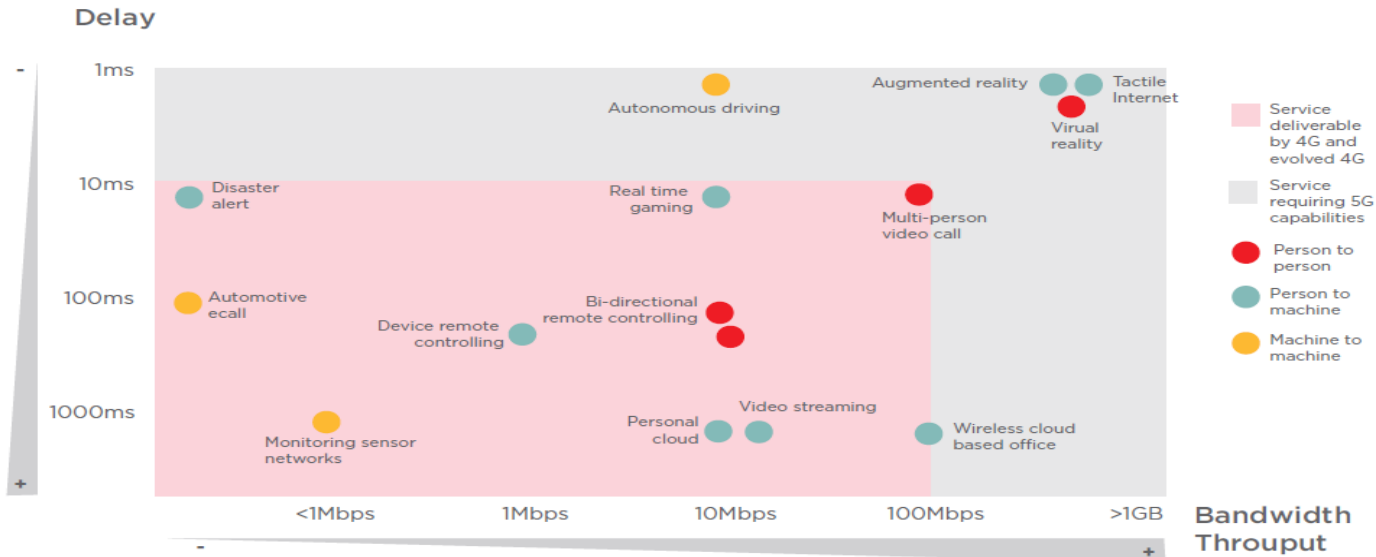 Delay
-
1ms
Autonomous driving
Augmented reality
Tactile
Internet
Virual
reality
10ms
Disaster
alert
Real time
gaming
Multi-person
video call
100ms
Automotive
ecall
Device remote
controlling
Bi-directional
remote controlling
1000ms
Monitoring sensor
networks
Personal
cloud
Video streaming
Wireless cloud
based office
+
<1Mbps
1Mbps
10Mbps
100Mbps
>1GB
Bandwidth
Throuput
-
+
Service
deliverable
by 4G and
evolved 4G
Service
requiring 5G
capabilities
Person to
person
Person to
machine
Machine to
machine